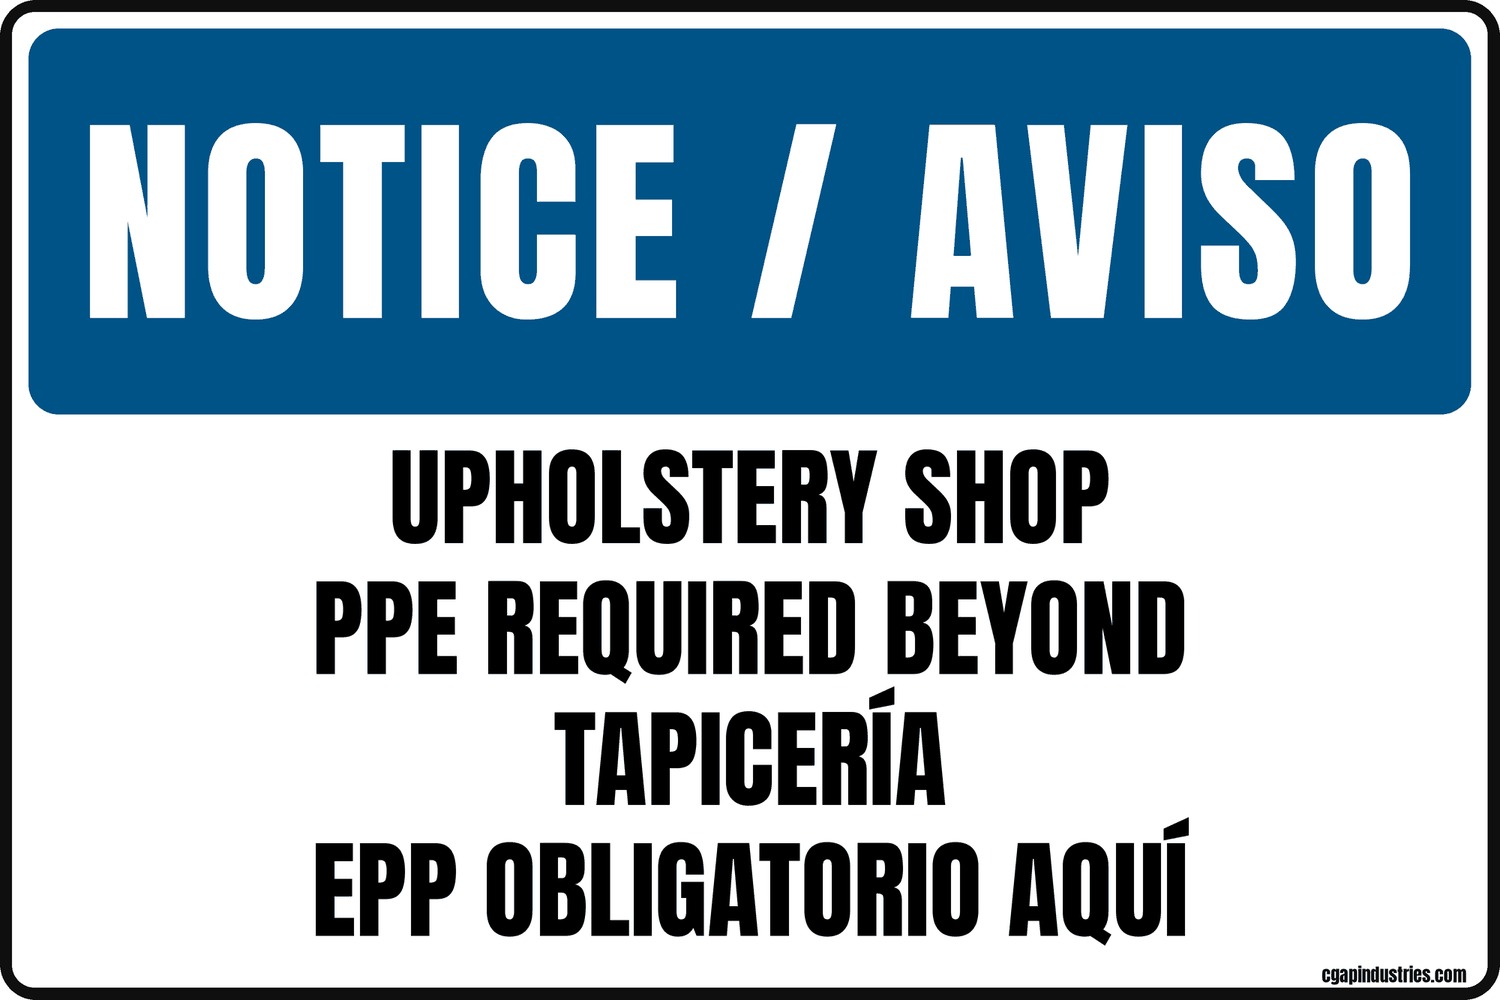 NOTICE / AVISO
UPHOLSTERY SHOP
PPE REQUIRED BEYOND
TAPICERÍA
EPP OBLIGATORIO AQUÍ
cgapindustries.com